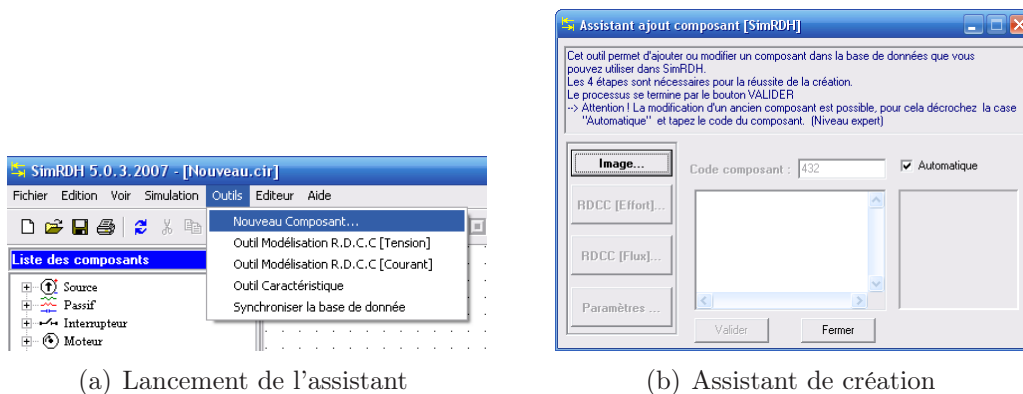 SimRDH 5.0.3.2007 - [Nouveau.cir]
Fichier Edition Voir Simulation Outils Editeur Aide
Nouveau Composant...
Outil Modélisation R.D.C.C [Tension]
Outil Modélisation R.D.C.C [Courant]
Outil Caractéristique
Synchroniser la base de donnée
Liste des composants
Source
Passif
Interrupteur
Moteur
(a) Lancement de l'assistant
Assistant ajout composant [SimRDH]
Cet outil permet d'ajouter ou modifier un composant dans la base de données que vous
pouvez utiliser dans SimRDH.
Les 4 étapes sont nécessaires pour la réussite de la création.
Le processus se termine par le bouton VALIDER
--> Attention ! La modification d'un ancien composant est possible, pour cela décrochez la case
"Automatique" et tapez le code du composant. (Niveau expert)
Image...
Code composant : 432
Automatique
RDCC [Effort]...
RDCC [Flux]...
Paramètres ...
Valider
Fermer
(b) Assistant de création